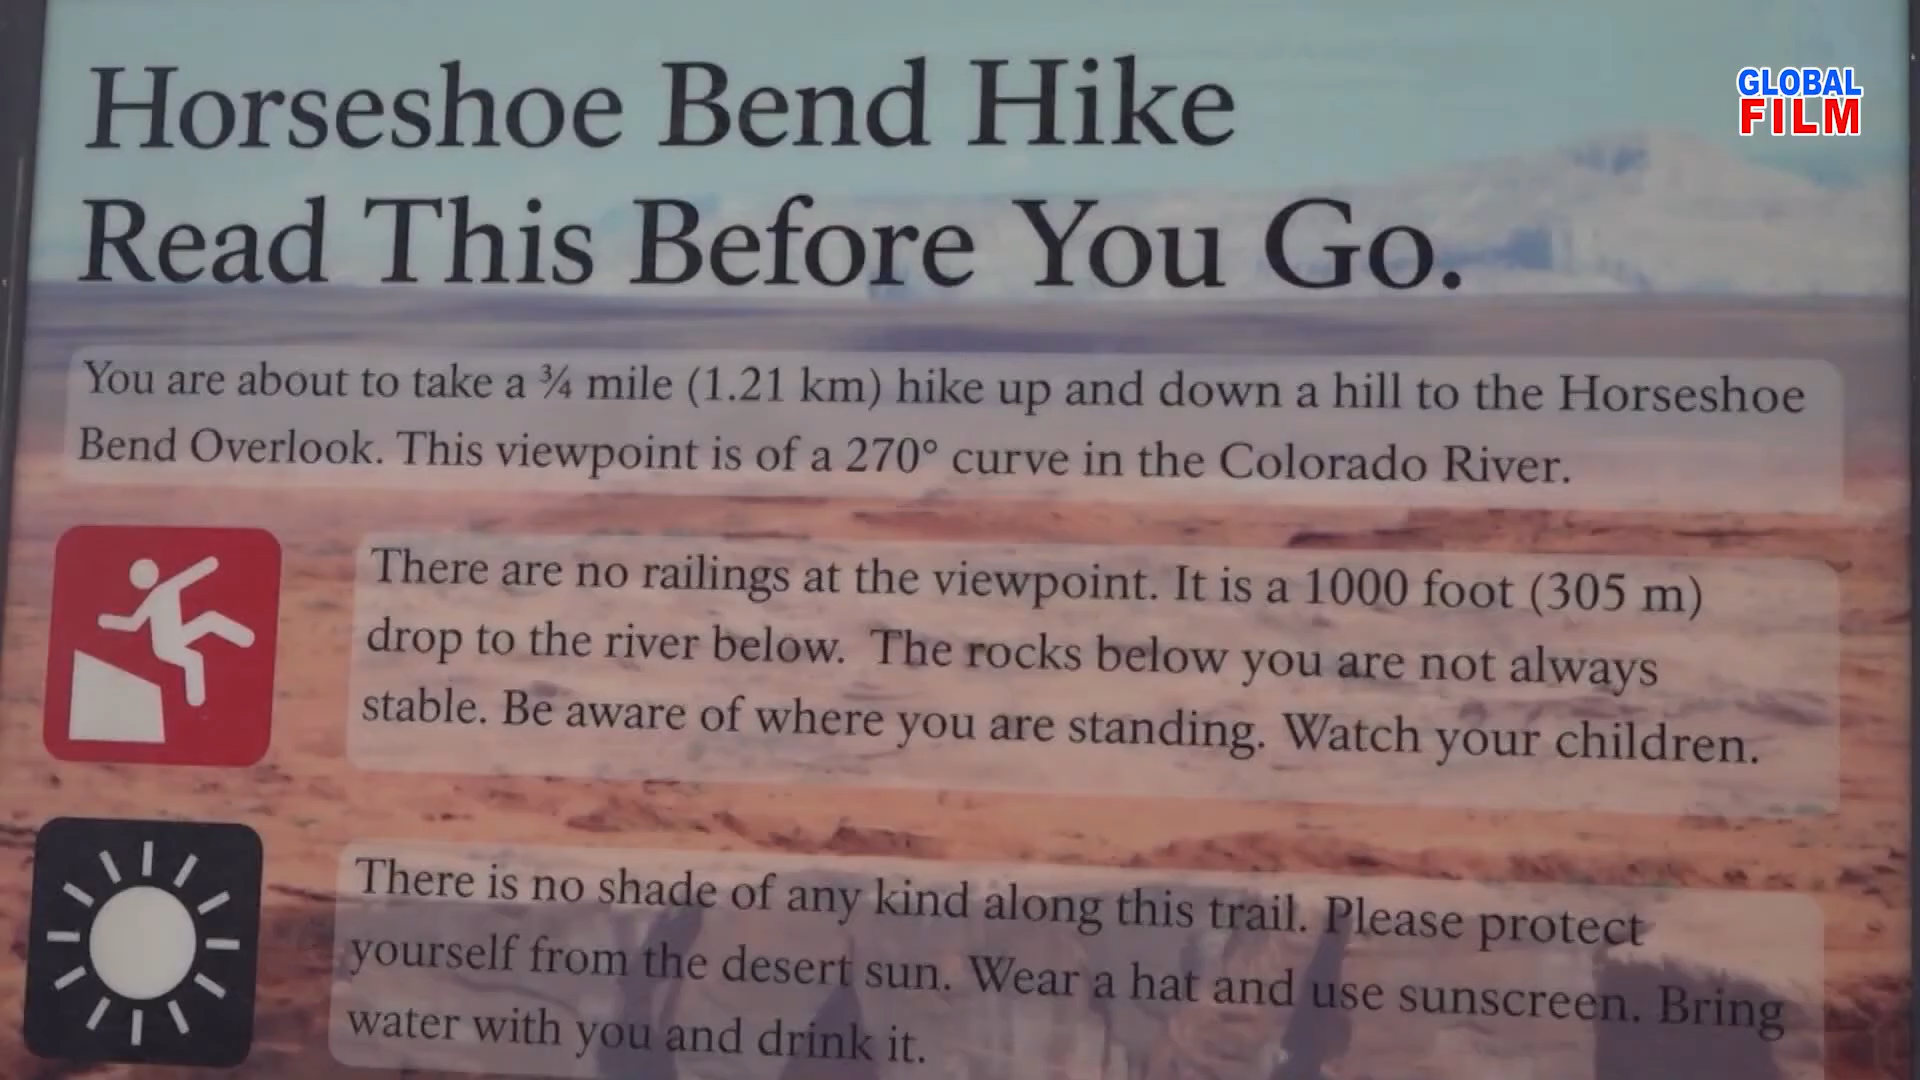 GLOBAL
FILM
Horseshoe Bend Hike
Read This Before You Go.
You are about to take a ¾ mile (1.21 km) hike up and down a hill to the Horseshoe
Bend Overlook. This viewpoint is of a 270° curve in the Colorado River.
There are no railings at the viewpoint. It is a 1000 foot (305 m)
drop to the river below. The rocks below you are not always
stable. Be aware of where you are standing. Watch your children.
There is no shade of any kind along this trail. Please protect
yourself from the desert sun. Wear a hat and use sunscreen. Bring
water with you and drink it.